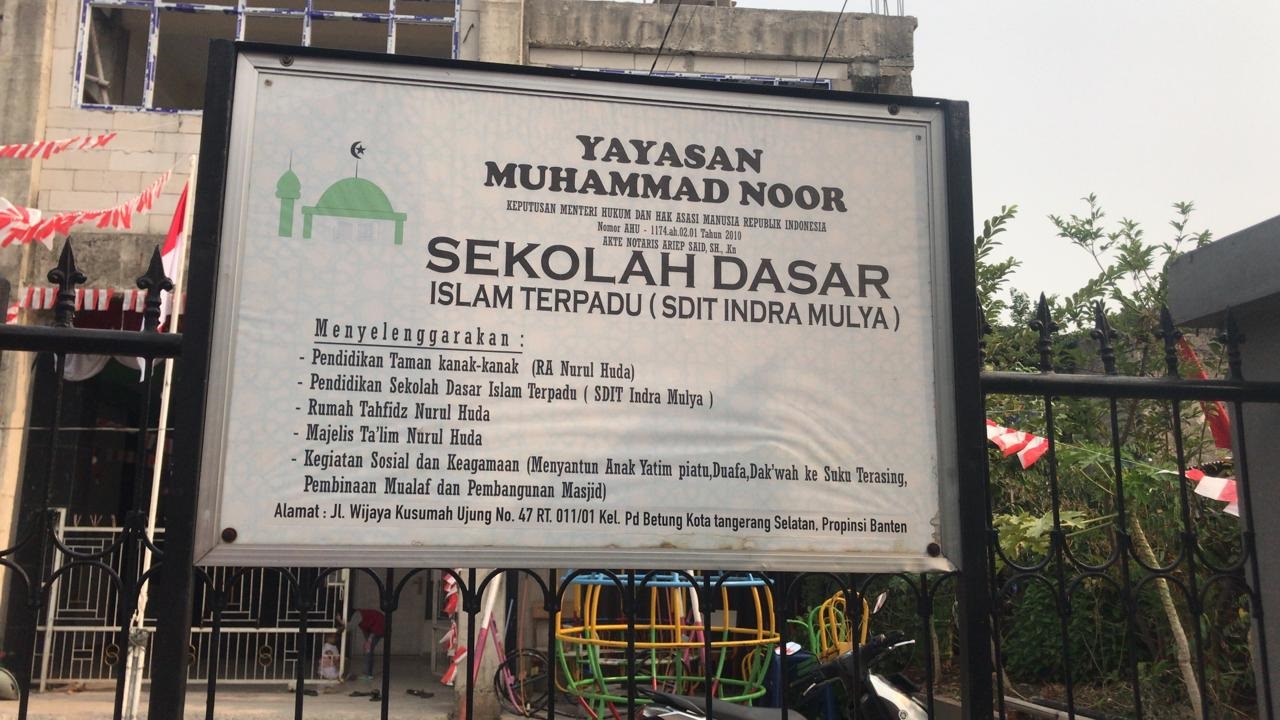 YAYASAN
MUHAMMAD NOOR
KEPUTUSAN MENTERI HUKUM DAN HAK ASASI MANUSIA REPUBLIK INDONESIA
Nomor AHU - 1174.ah.02.01 Tahun 2010
AKTE NOTARIS ARIEP SAID, SH., .Kn
SEKOLAH DASAR
ISLAM TERPADU ( SDIT INDRA MULYA )
Menyelenggarakan :
- Pendidikan Taman kanak-kanak (RA Nurul Huda)
- Pendidikan Sekolah Dasar Islam Terpadu ( SDIT Indra Mulya )
- Rumah Tahfidz Nurul Huda
- Majelis Ta'lim Nurul Huda
- Kegiatan Sosial dan Keagamaan (Menyantun Anak Yatim piatu,Duafa,Dak'wah ke Suku Terasing,
Pembinaan Mualaf dan Pembangunan Masjid)
Alamat : Jl. Wijaya Kusumah Ujung No. 47 RT. 011/01 Kel. Pd Betung Kota tangerang Selatan, Propinsi Banten